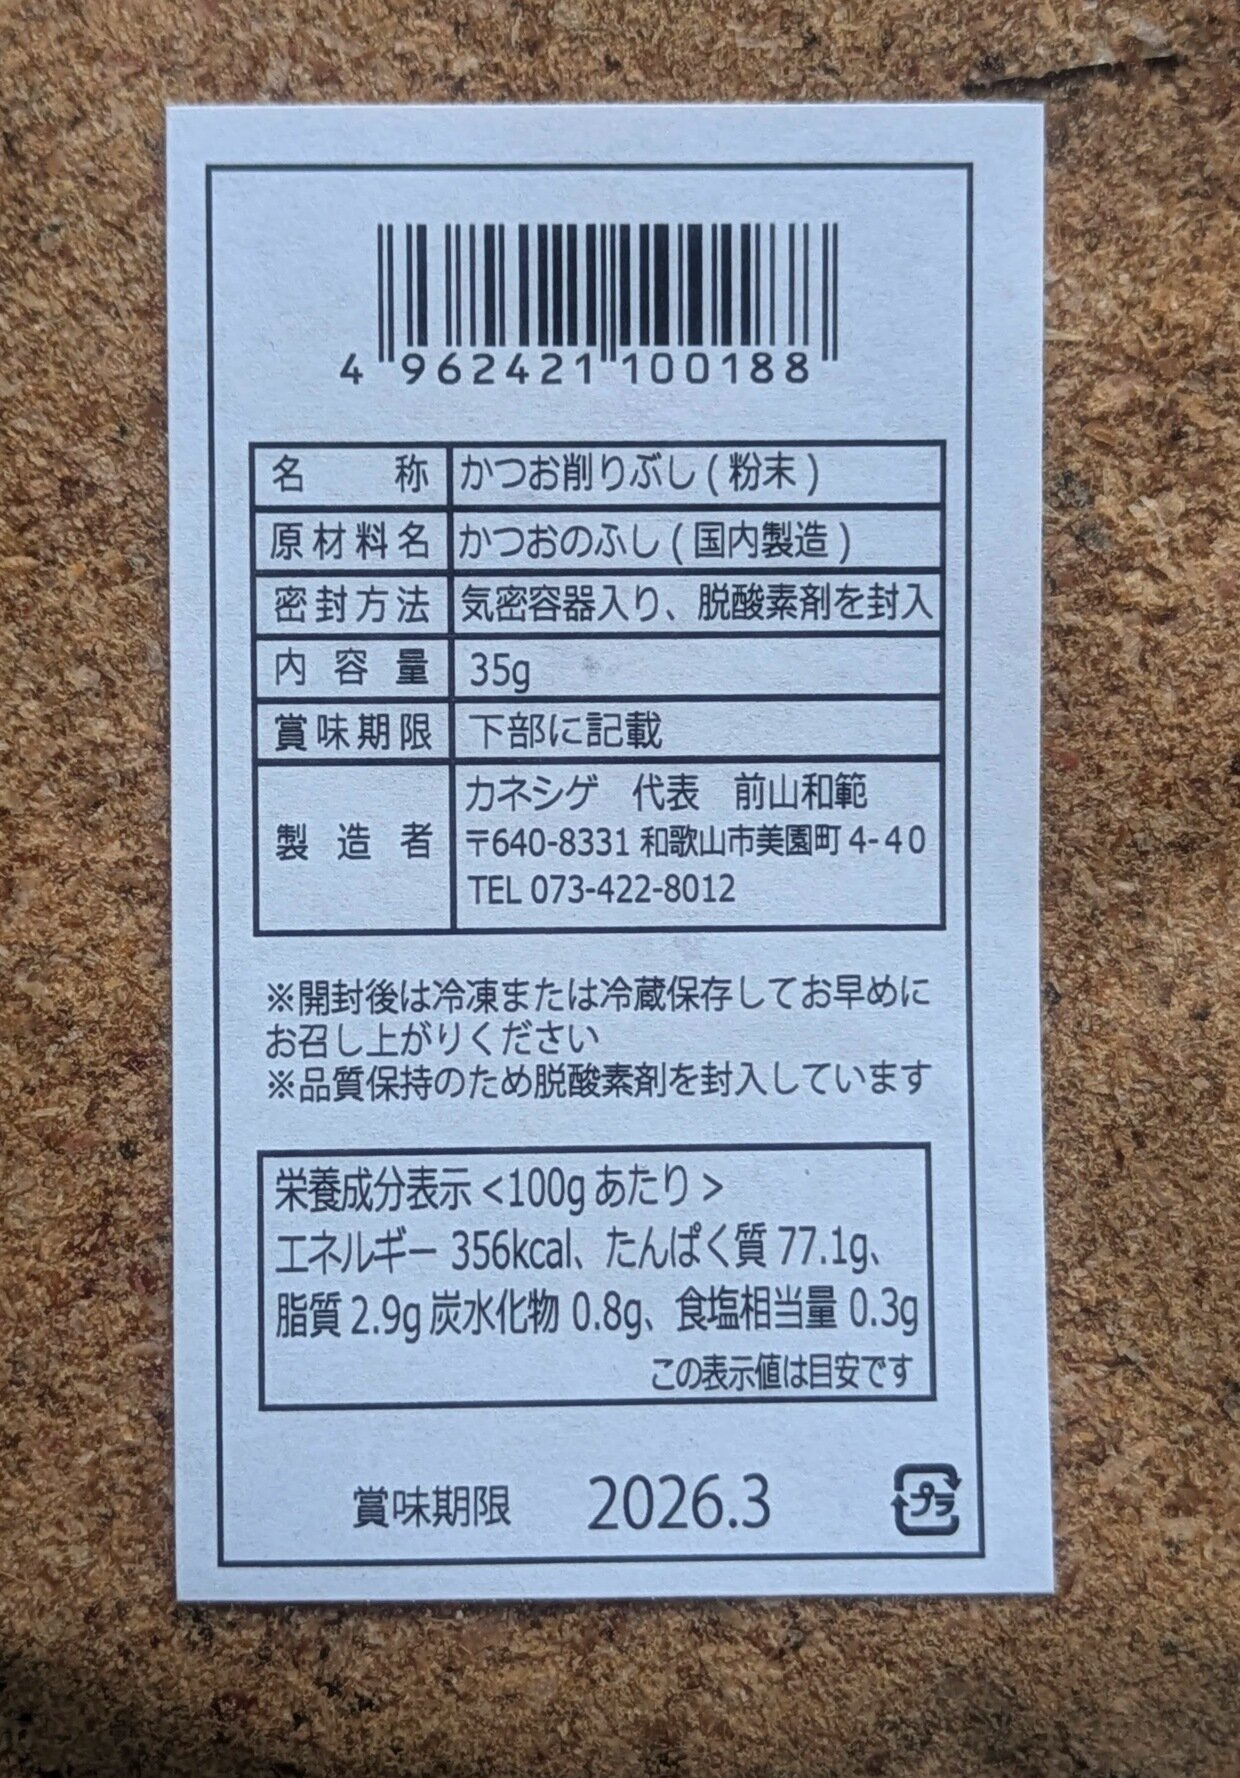 4 962421 100188
名称 かつお削りぶし(粉末)
原材料名 かつおのふし(国内製造)
密封方法 気密容器入り、脱酸素剤を封入
内容量 35g
賞味期限 下部に記載
製造者 カネシゲ 代表 前山和範
〒640-8331 和歌山市美園町4-40
TEL 073-422-8012
※開封後は冷凍または冷蔵保存してお早めに
お召し上がりください
※品質保持のため脱酸素剤を封入しています
栄養成分表示<100gあたり>
エネルギー 356kcal、たんぱく質 77.1g、
脂質 2.9g 炭水化物 0.8g、食塩相当量 0.3g
この表示値は目安です
賞味期限 2026.3
プラ